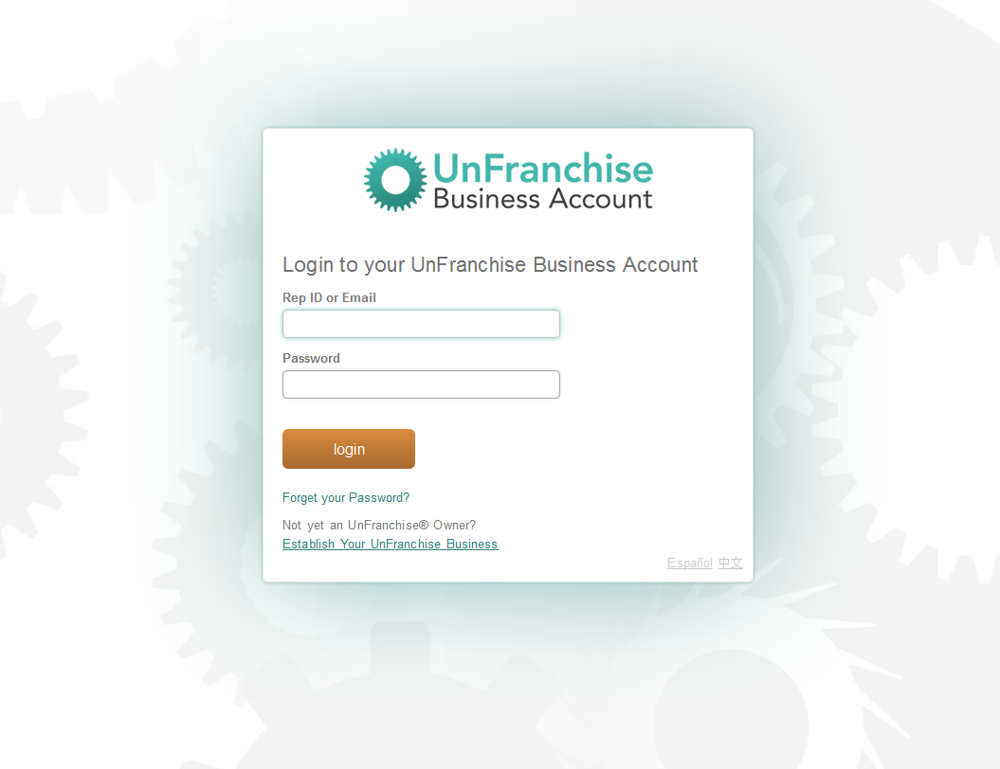 UnFranchise
Business Account
Login to your UnFranchise Business Account
Rep ID or Email
Password
login
Forget your Password?
Not yet an UnFranchise® Owner?
Establish Your UnFranchise Business
Español 中文